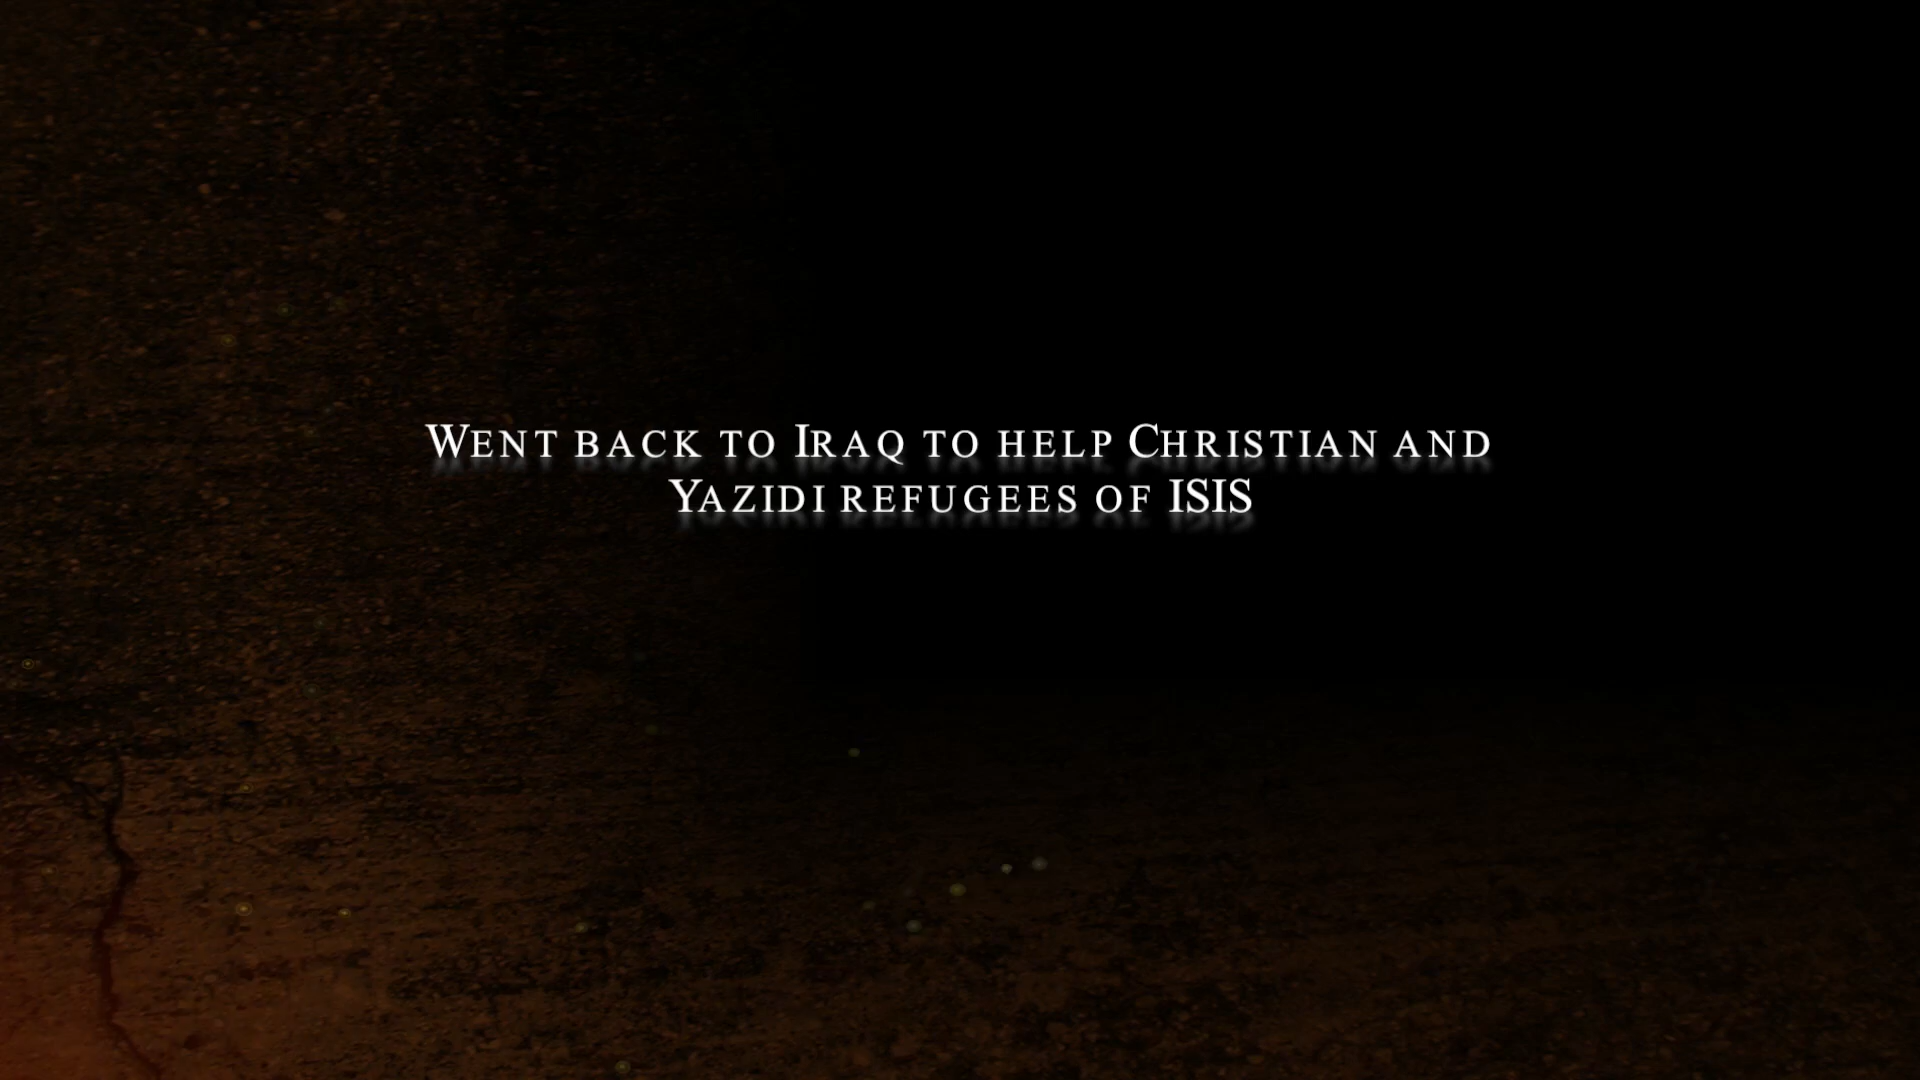 Went back to Iraq to help Christian and
Yazidi refugees of ISIS